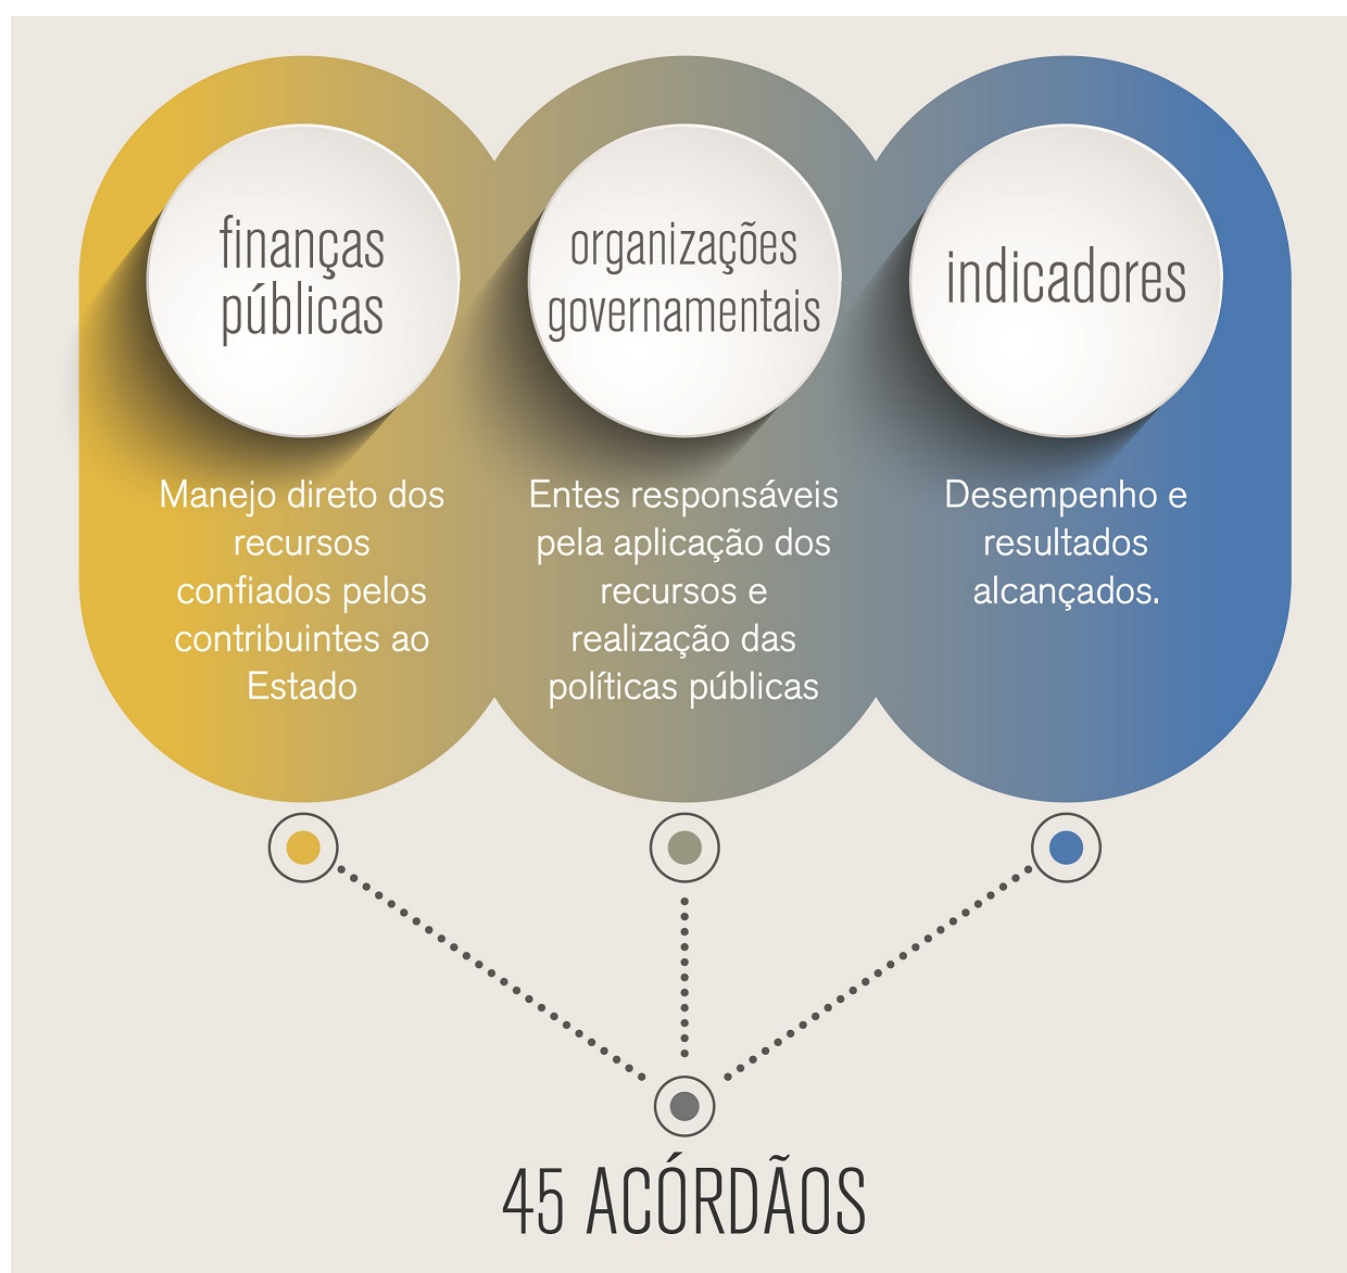 finanças
públicas
Manejo direto dos
recursos
confiados pelos
contribuintes ao
Estado
organizações
governamentais
Entes responsáveis
pela aplicação dos
recursos e
realização das
políticas públicas
indicadores
Desempenho e
resultados
alcançados.
45 ACÓRDÃOS